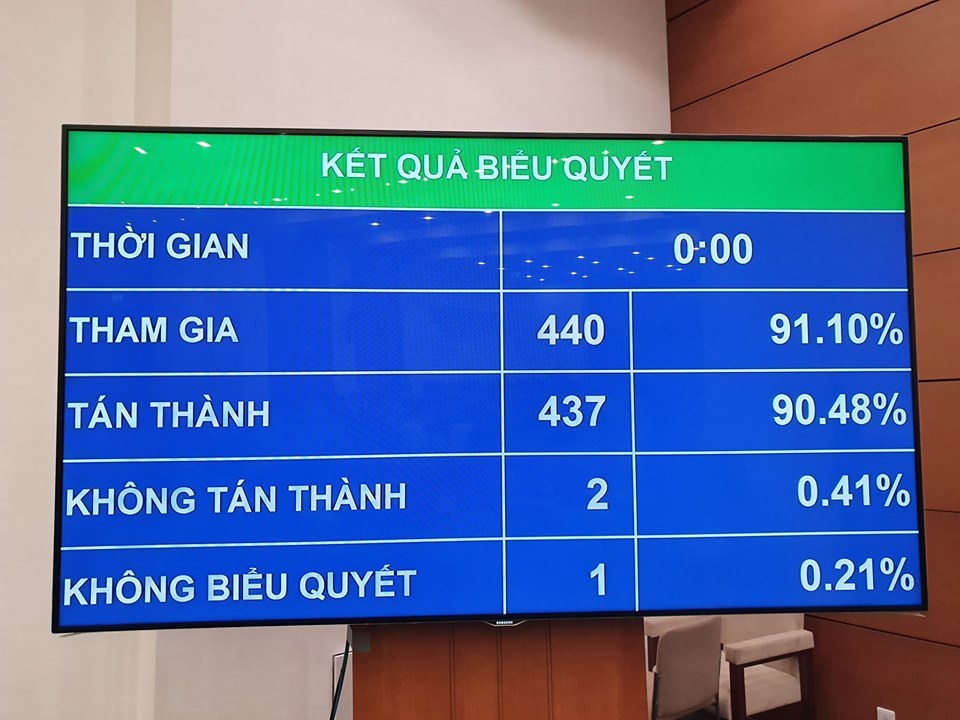 KẾT QUẢ BIỂU QUYẾT
THỜI GIAN 0:00
THAM GIA 440 91.10%
TÁN THÀNH 437 90.48%
KHÔNG TÁN THÀNH 2 0.41%
KHÔNG BIỂU QUYẾT 1 0.21%
SAMSUNG